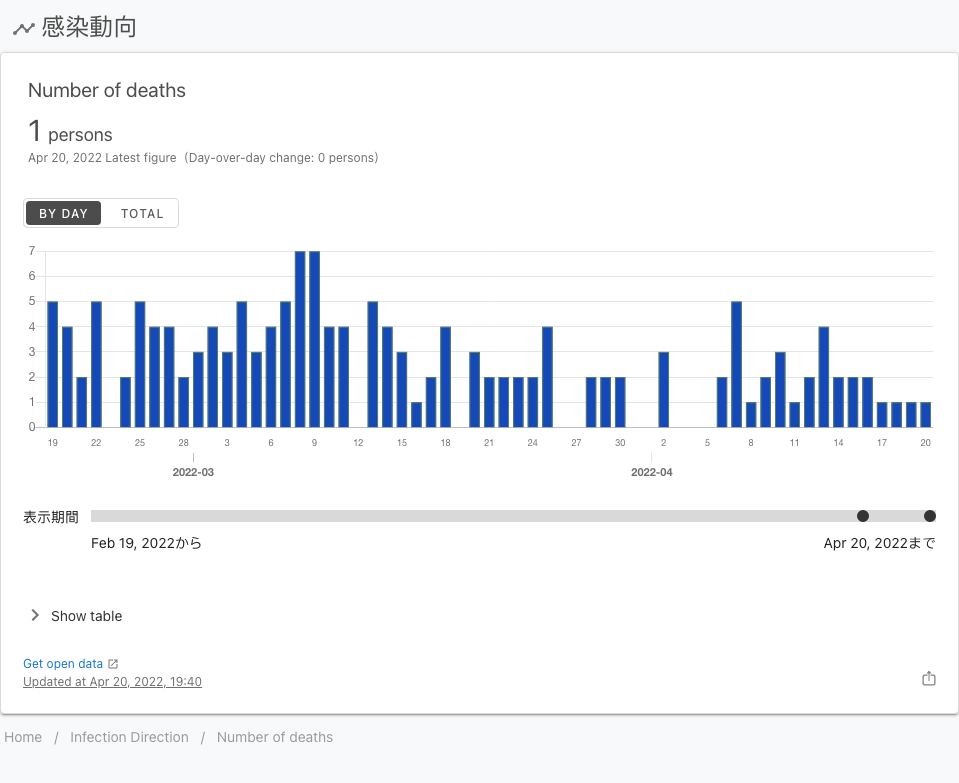 感染動向
Number of deaths
1 persons
Apr 20, 2022 Latest figure (Day-over-day change: 0 persons)
BY DAY TOTAL
7
6
5
4
3
2
1
0
19 22 25 28 3 6 9 12 15 18 21 24 27 30 2 5 8 11 14 17 20
2022-03 2022-04
表示期間
Feb 19, 2022から Apr 20, 2022まで
Show table
Get open data
Updated at Apr 20, 2022, 19:40
Home / Infection Direction / Number of deaths